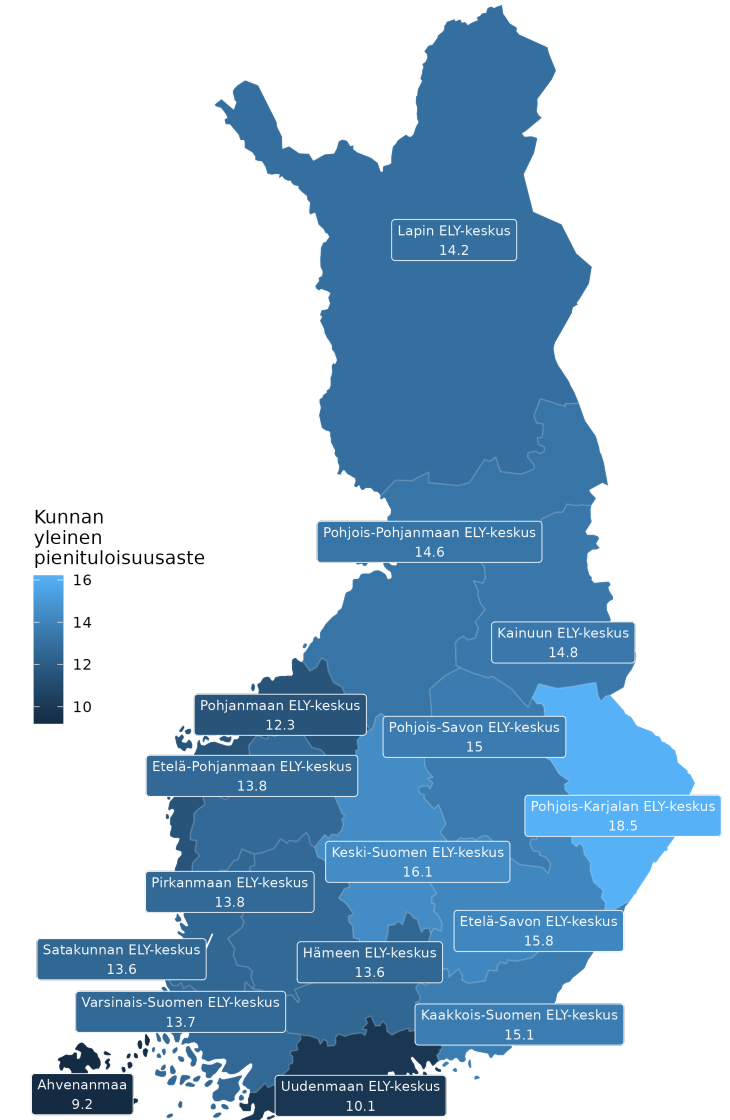 Lapin ELY-keskus
14.2
Kunnan
yleinen
pienituloisuusaste
16
14
12
10
Pohjois-Pohjanmaan ELY-keskus
14.6
Kainuun ELY-keskus
14.8
Pohjanmaan ELY-keskus
12.3
Pohjois-Savon ELY-keskus
15
Etelä-Pohjanmaan ELY-keskus
13.8
Pohjois-Karjalan ELY-keskus
18.5
Keski-Suomen ELY-keskus
16.1
Pirkanmaan ELY-keskus
13.8
Etelä-Savon ELY-keskus
15.8
Satakunnan ELY-keskus
13.6
Hämeen ELY-keskus
13.6
Varsinais-Suomen ELY-keskus
13.7
Kaakkois-Suomen ELY-keskus
15.1
Ahvenanmaa
9.2
Uudenmaan ELY-keskus
10.1